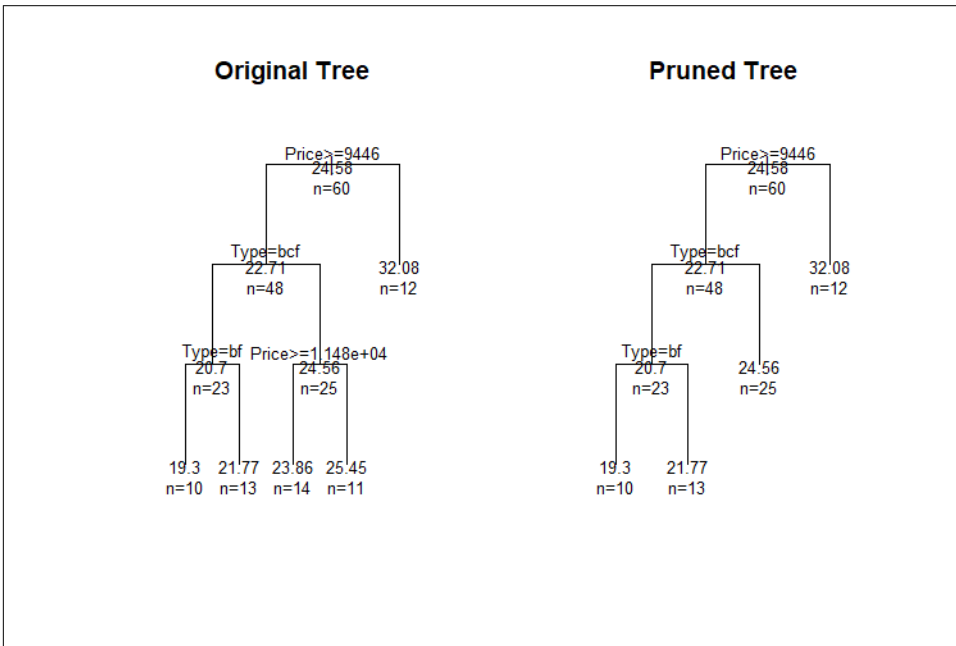 Original Tree
Price>=9446
24.58
n=60
Type=bcf
22.71
n=48
32.08
n=12
Type=bf
20.7
n=23
Price>=1.148e+04
24.56
n=25
19.3
n=10
21.77
n=13
23.86
n=14
25.45
n=11
Pruned Tree
Price>=9446
24.58
n=60
Type=bcf
22.71
n=48
32.08
n=12
Type=bf
20.7
n=23
24.56
n=25
19.3
n=10
21.77
n=13